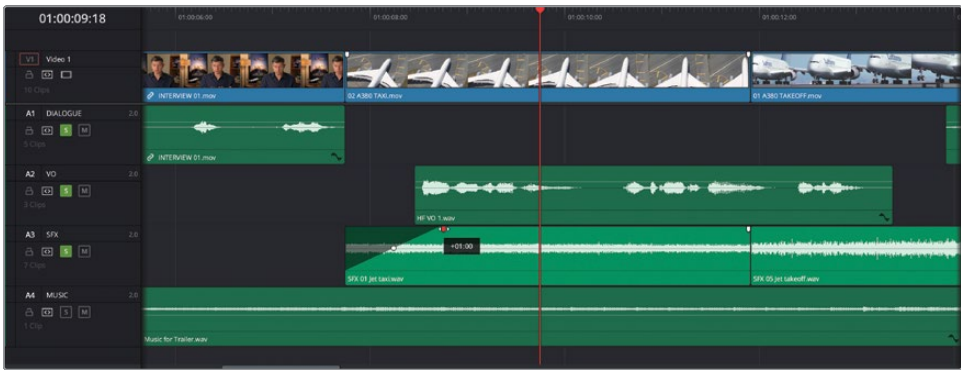 01:00:09:18
01:00:06:00
01:00:08:00
01:00:10:00
01:00:12:00
V1 Video 1
16 Clips
INTERVIEW 01.mov
02 A380 TAXI.mov
01 A380 TAKEOFF.mov
A1 DIALOGUE 2.0
S M
5 Clips
INTERVIEW 01.mov
A2 VO 2.0
S M
3 Clips
HF VO 1.wav
A3 SFX 2.0
S M
7 Clips
+01:00
SFX 01 Jet taxi.wav
SFX 05 Jet takeoff.wav
A4 MUSIC 2.0
S M
1 Clip
Music for Trailer.wav